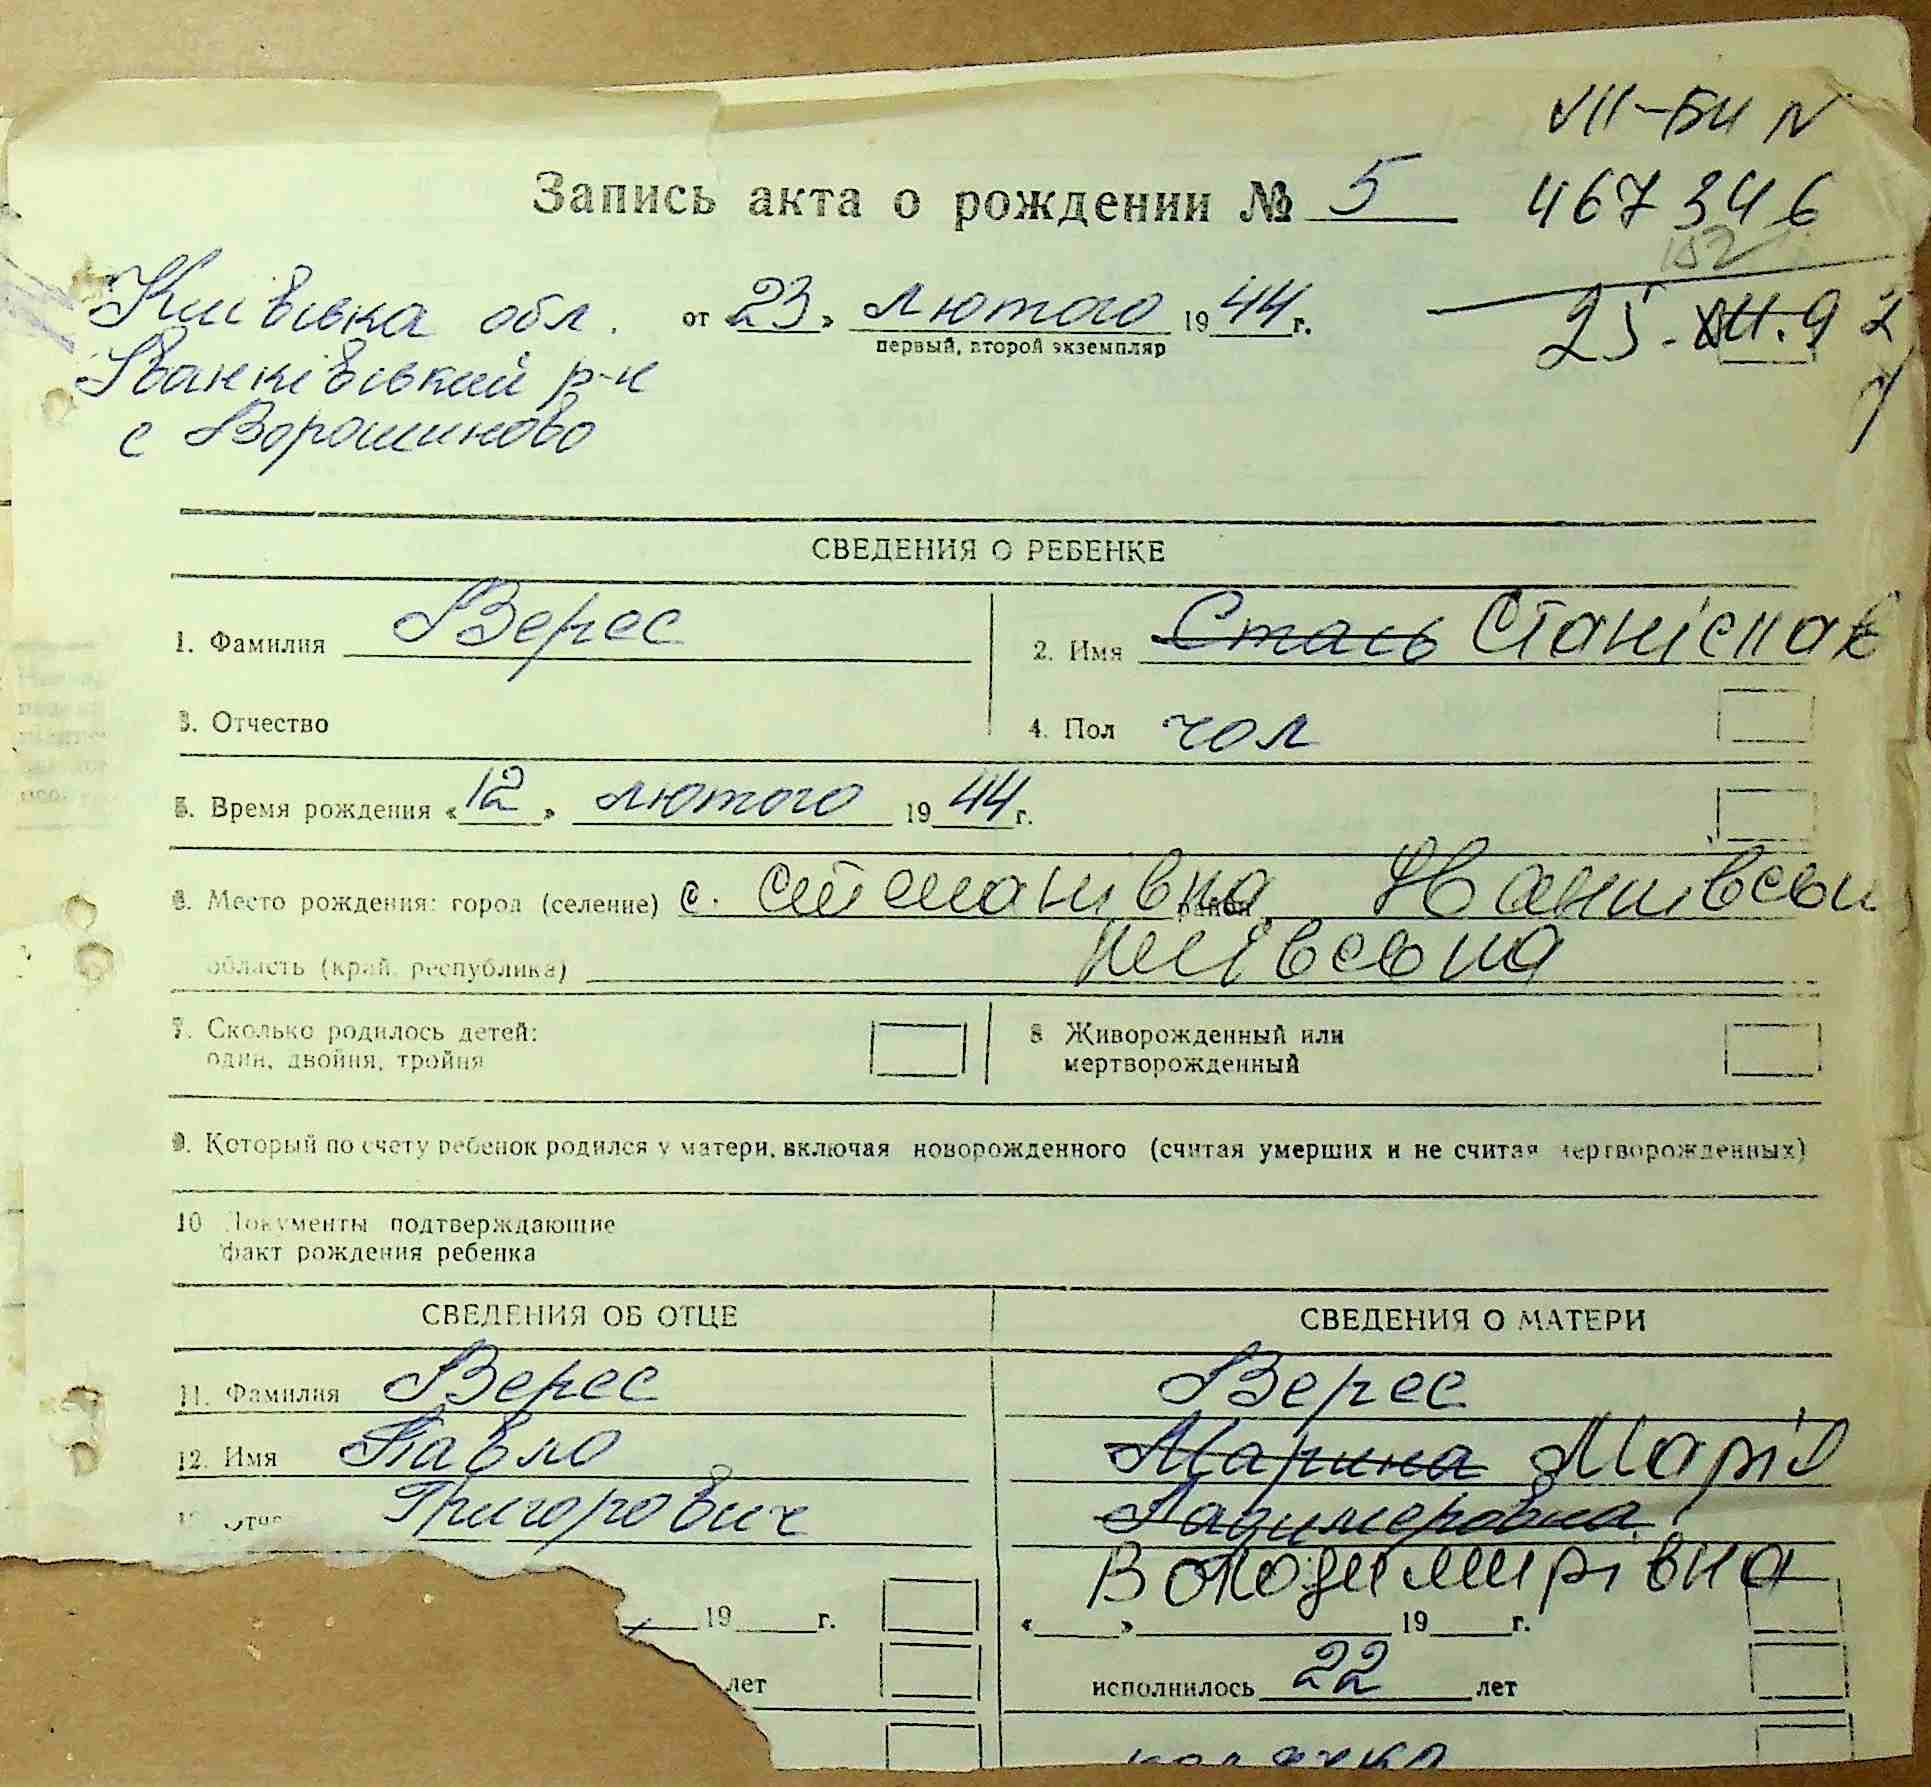 VII-БИ N
Запись акта о рождении № 5 467346
152
Київська обл. от 23 » лютого 1944 г. 25.XII.92
первый, второй экземпляр
Іванківський р-н
с Ворошиново
СВЕДЕНИЯ О РЕБЕНКЕ
1. Фамилия Верес 2. Имя Стась Станіслав
3. Отчество 4. Пол чол
5. Время рождения «12» лютого 1944 г.
6. Место рождения: город (селение) с. район
область (край, республика)
7. Сколько родилось детей: 8 Живорожденный или
один, двойня, тройня мертворожденный
9. Который по счету ребенок родился у матери, включая новорожденного (считая умерших и не считая мертворожденных)
10 Документы подтверждающие
факт рождения ребенка
СВЕДЕНИЯ ОБ ОТЦЕ СВЕДЕНИЯ О МАТЕРИ
11. Фамилия Верес Верес
12. Имя Павло Марина Марія
Григорович Ладимеровна
Володимирівна
19 г. « » 19 г.
лет исполнилось 22 лет